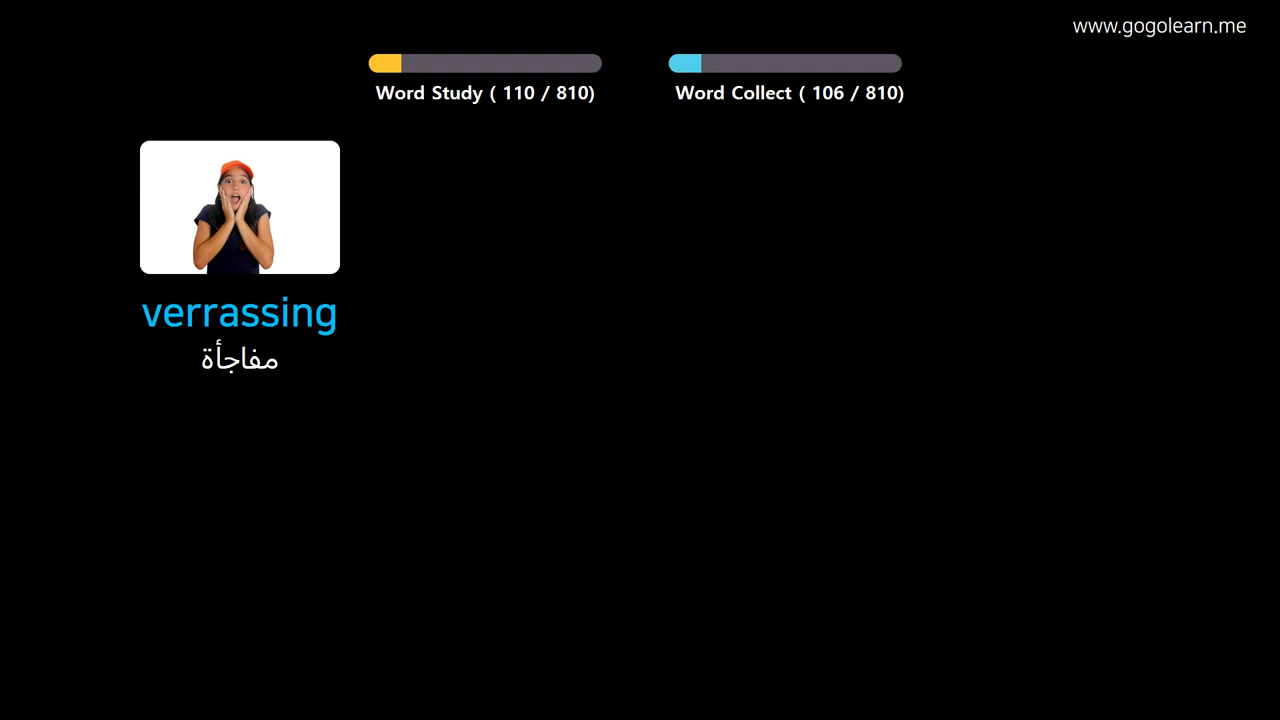 www.gogolearn.me
Word Study ( 110 / 810)
Word Collect ( 106 / 810)
verrassing
مفاجأة